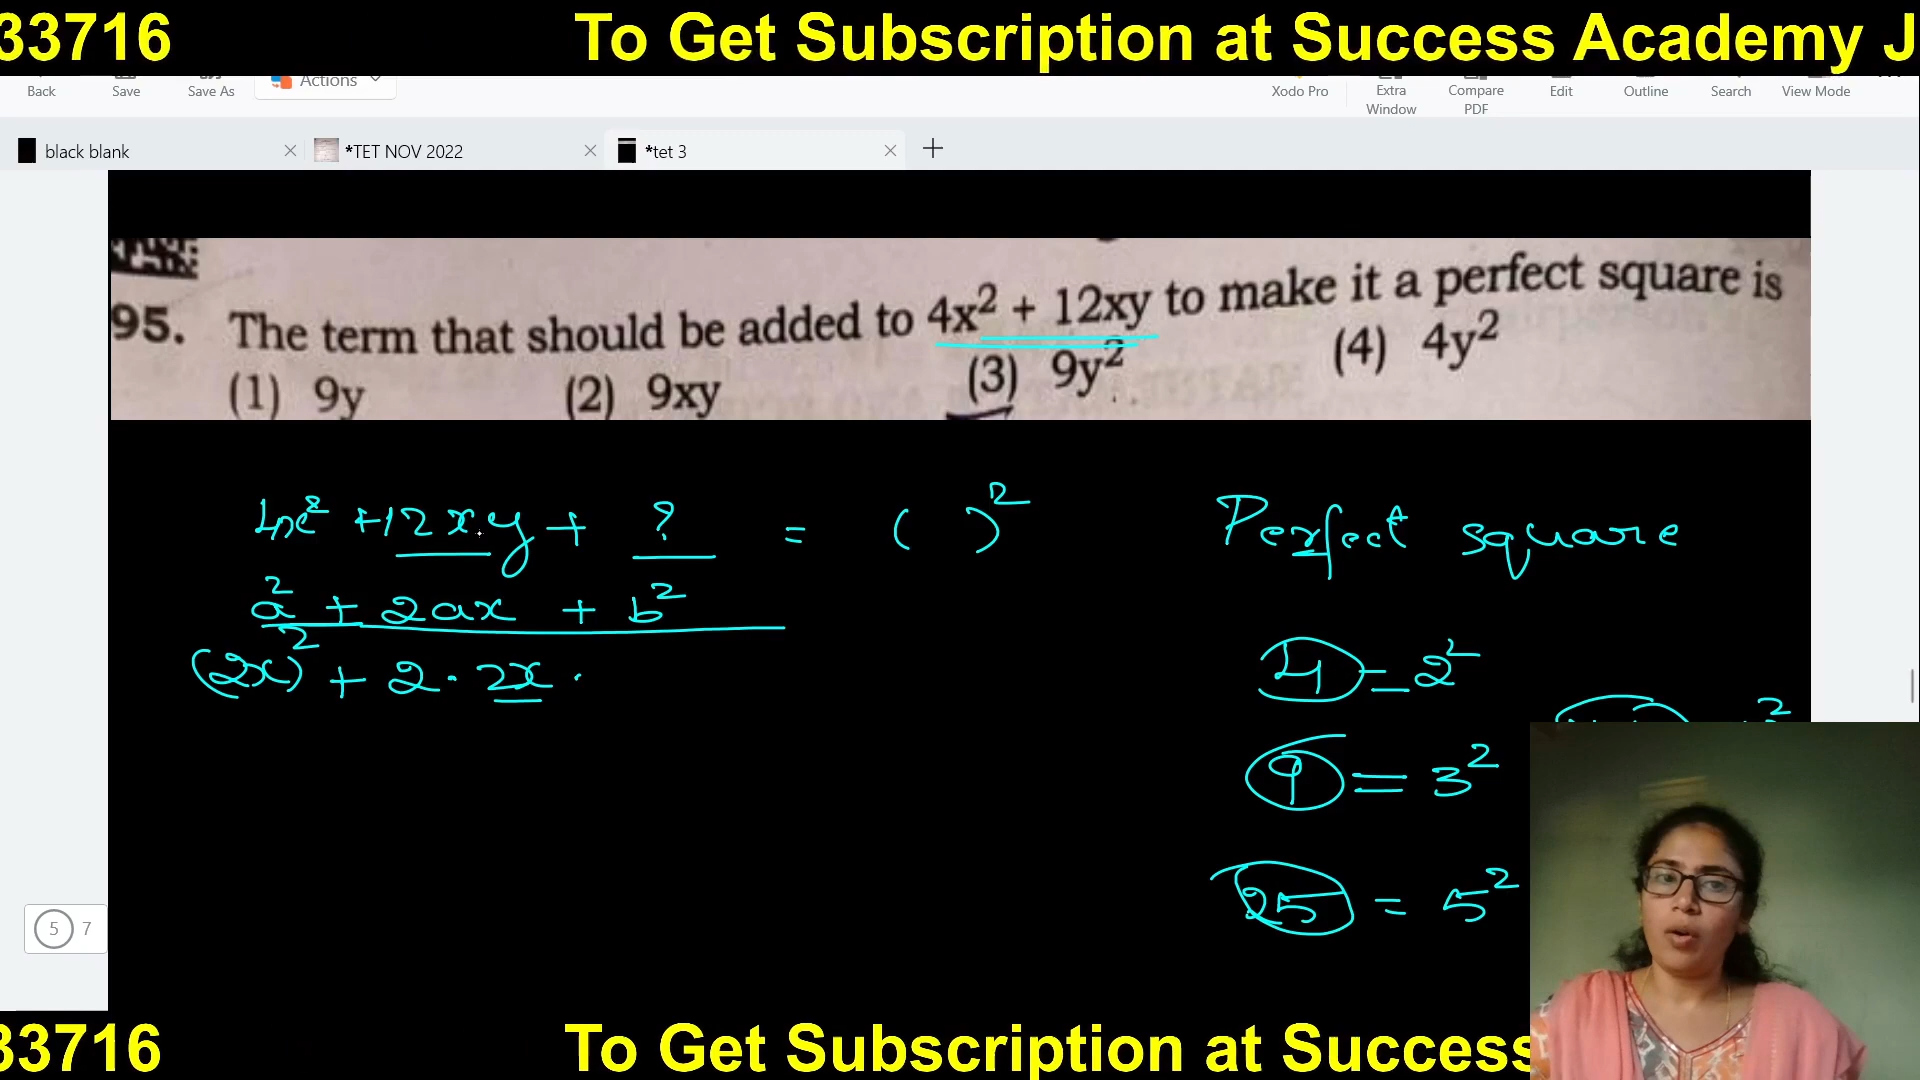 33716 To Get Subscription at Success Academy J
Back Save Save As Actions Xodo Pro Extra Window Compare PDF Edit Outline Search View Mode
black blank *TET NOV 2022 *tet 3
95. The term that should be added to 4x² + 12xy to make it a perfect square is
(1) 9y (2) 9xy (3) 9y² (4) 4y²
4x² + 12xy + ? = ( )² Perfect square
a² + 2ax + b²
(2x)² + 2 · 2x · 4 = 2²
9 = 3²
25 = 5²
5 7
33716 To Get Subscription at Success